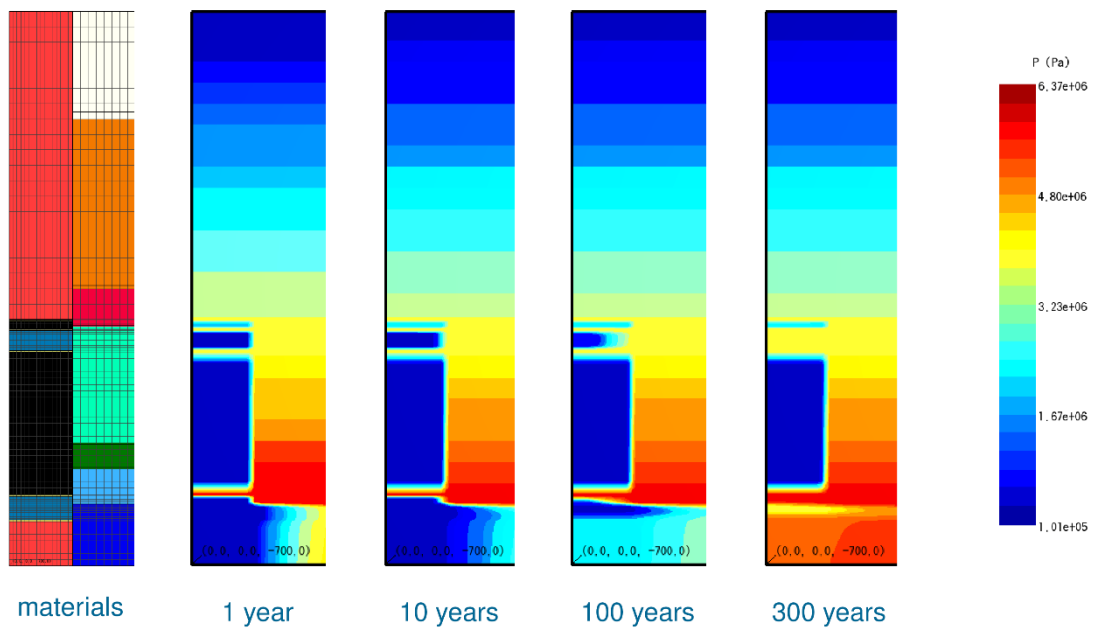 P (Pa)
6.37e+06
4.80e+06
3.23e+06
1.67e+06
1.01e+05
(0.0, 0.0, -700.0)
(0.0, 0.0, -700.0)
(0.0, 0.0, -700.0)
(0.0, 0.0, -700.0)
materials
1 year
10 years
100 years
300 years